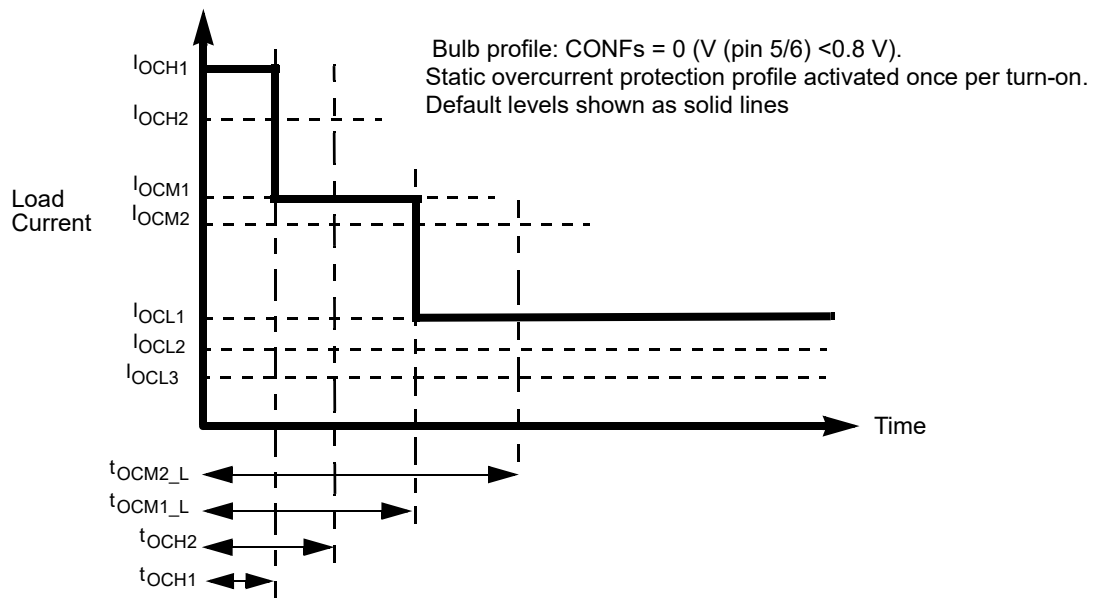 Bulb profile: CONFs = 0 (V (pin 5/6) <0.8 V).
Static overcurrent protection profile activated once per turn-on.
Default levels shown as solid lines
IOCH1
IOCH2
IOCM1
IOCM2
Load
Current
IOCL1
IOCL2
IOCL3
Time
tOCM2_L
tOCM1_L
tOCH2
tOCH1